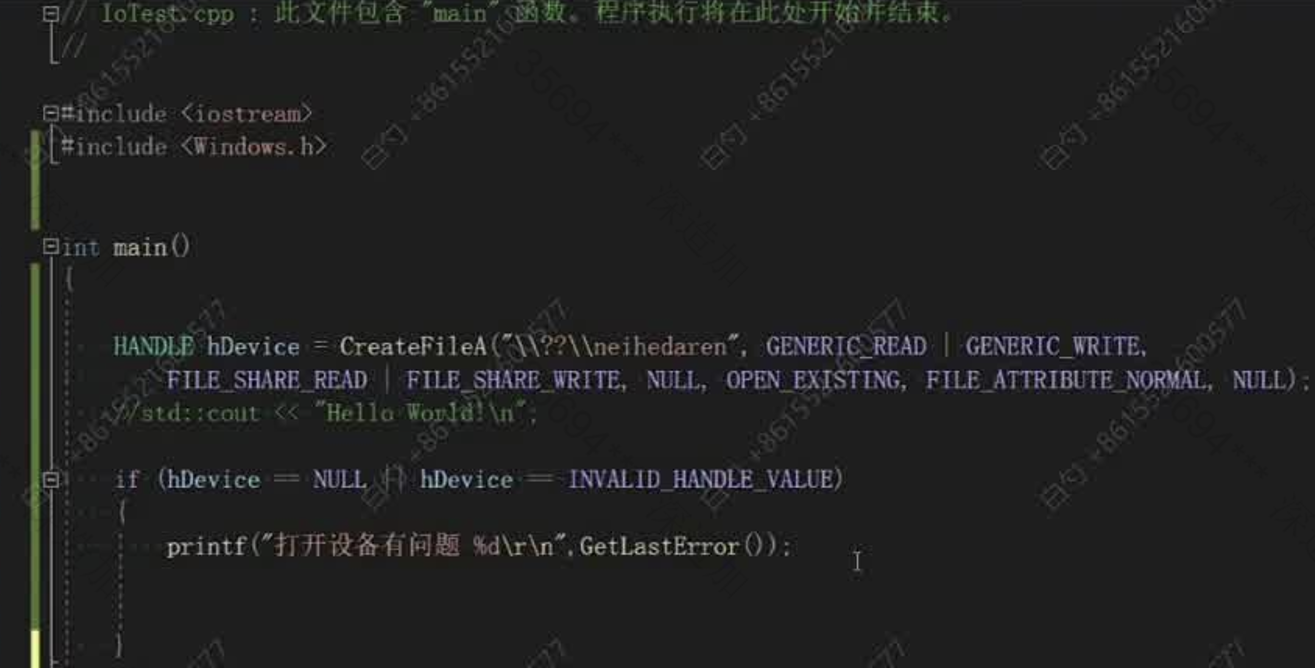 // IoTest.cpp : 此文件包含 "main" 函数。程序执行将在此处开始并结束。
//
#include <iostream>
#include <Windows.h>
int main()
{
HANDLE hDevice = CreateFileA("\\??\\neihedaren", GENERIC_READ | GENERIC_WRITE,
FILE_SHARE_READ | FILE_SHARE_WRITE, NULL, OPEN_EXISTING, FILE_ATTRIBUTE_NORMAL, NULL);
//std::cout << "Hello World!\n";
if (hDevice == NULL || hDevice == INVALID_HANDLE_VALUE)
{
printf("打开设备有问题 %d\r\n",GetLastError());
}